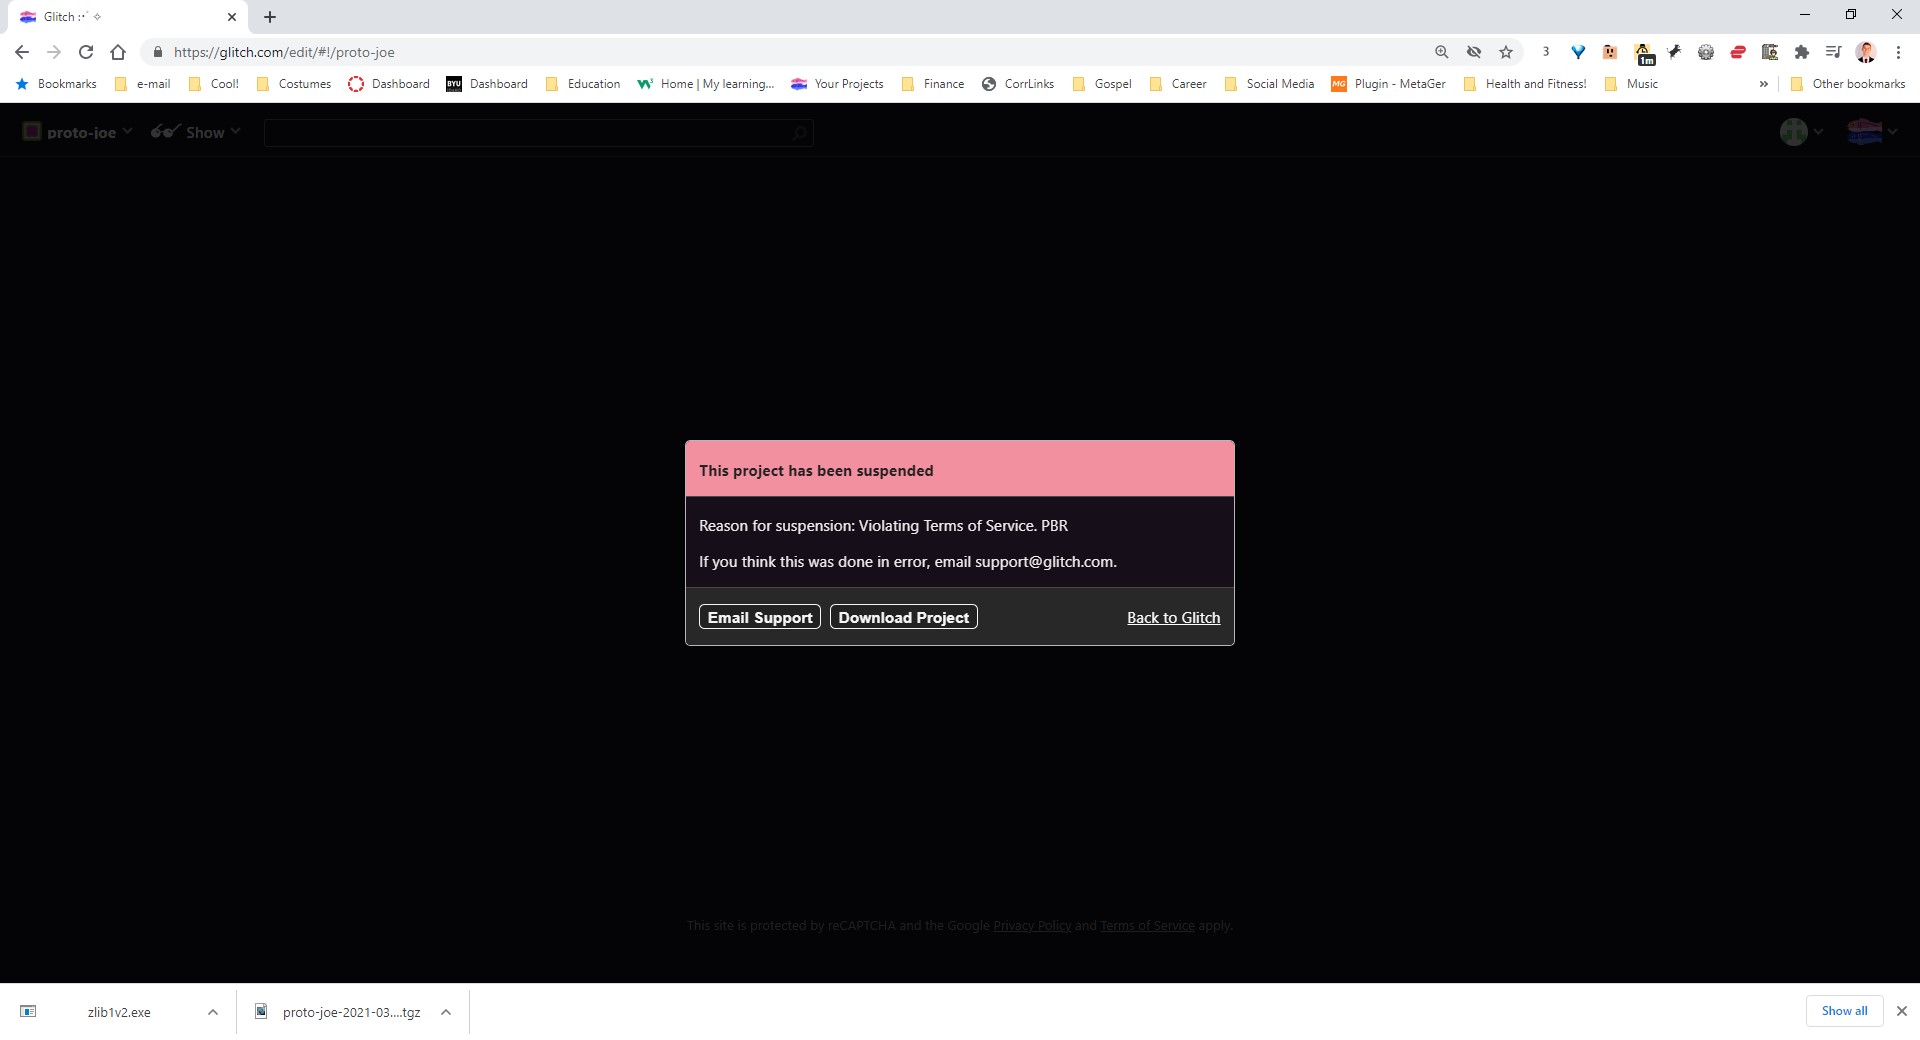 Glitch :·ﾟ✧
https://glitch.com/edit/#!/proto-joe
3
1m
Bookmarks e-mail Cool! Costumes Dashboard BYU Dashboard Education W³ Home | My learning... Your Projects Finance CorrLinks Gospel Career Social Media MG Plugin - MetaGer Health and Fitness! Music » Other bookmarks
proto-joe Show
This project has been suspended
Reason for suspension: Violating Terms of Service. PBR
If you think this was done in error, email support@glitch.com.
Email Support Download Project Back to Glitch
This site is protected by reCAPTCHA and the Google Privacy Policy and Terms of Service apply.
zlib1v2.exe proto-joe-2021-03....tgz Show all